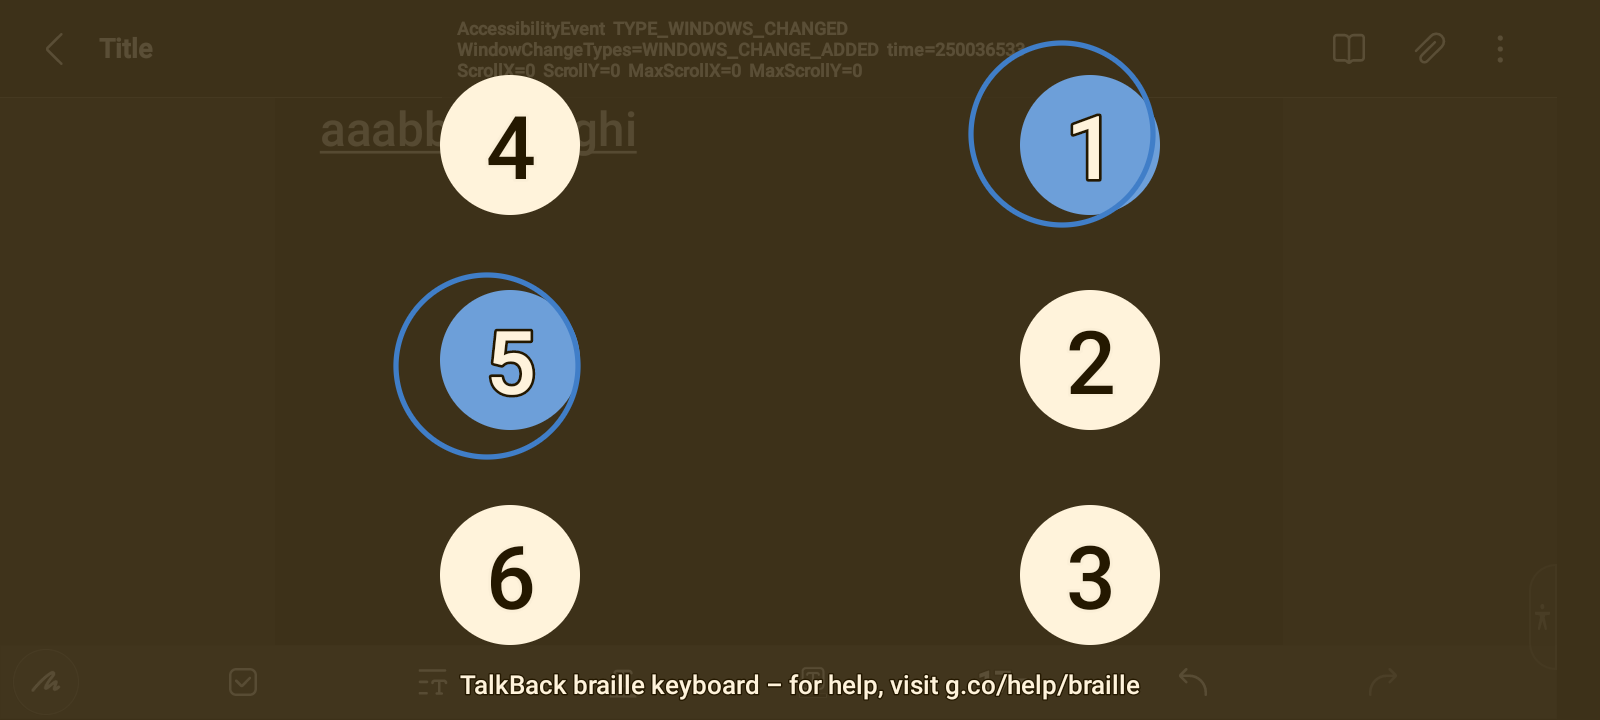 Title
AccessibilityEvent TYPE_WINDOWS_CHANGED
WindowChangeTypes=WINDOWS_CHANGE_ADDED time=250036533
ScrollX=0 ScrollY=0 MaxScrollX=0 MaxScrollY=0
aaabb ghi
4 1
5 2
6 3
TalkBack braille keyboard – for help, visit g.co/help/braille